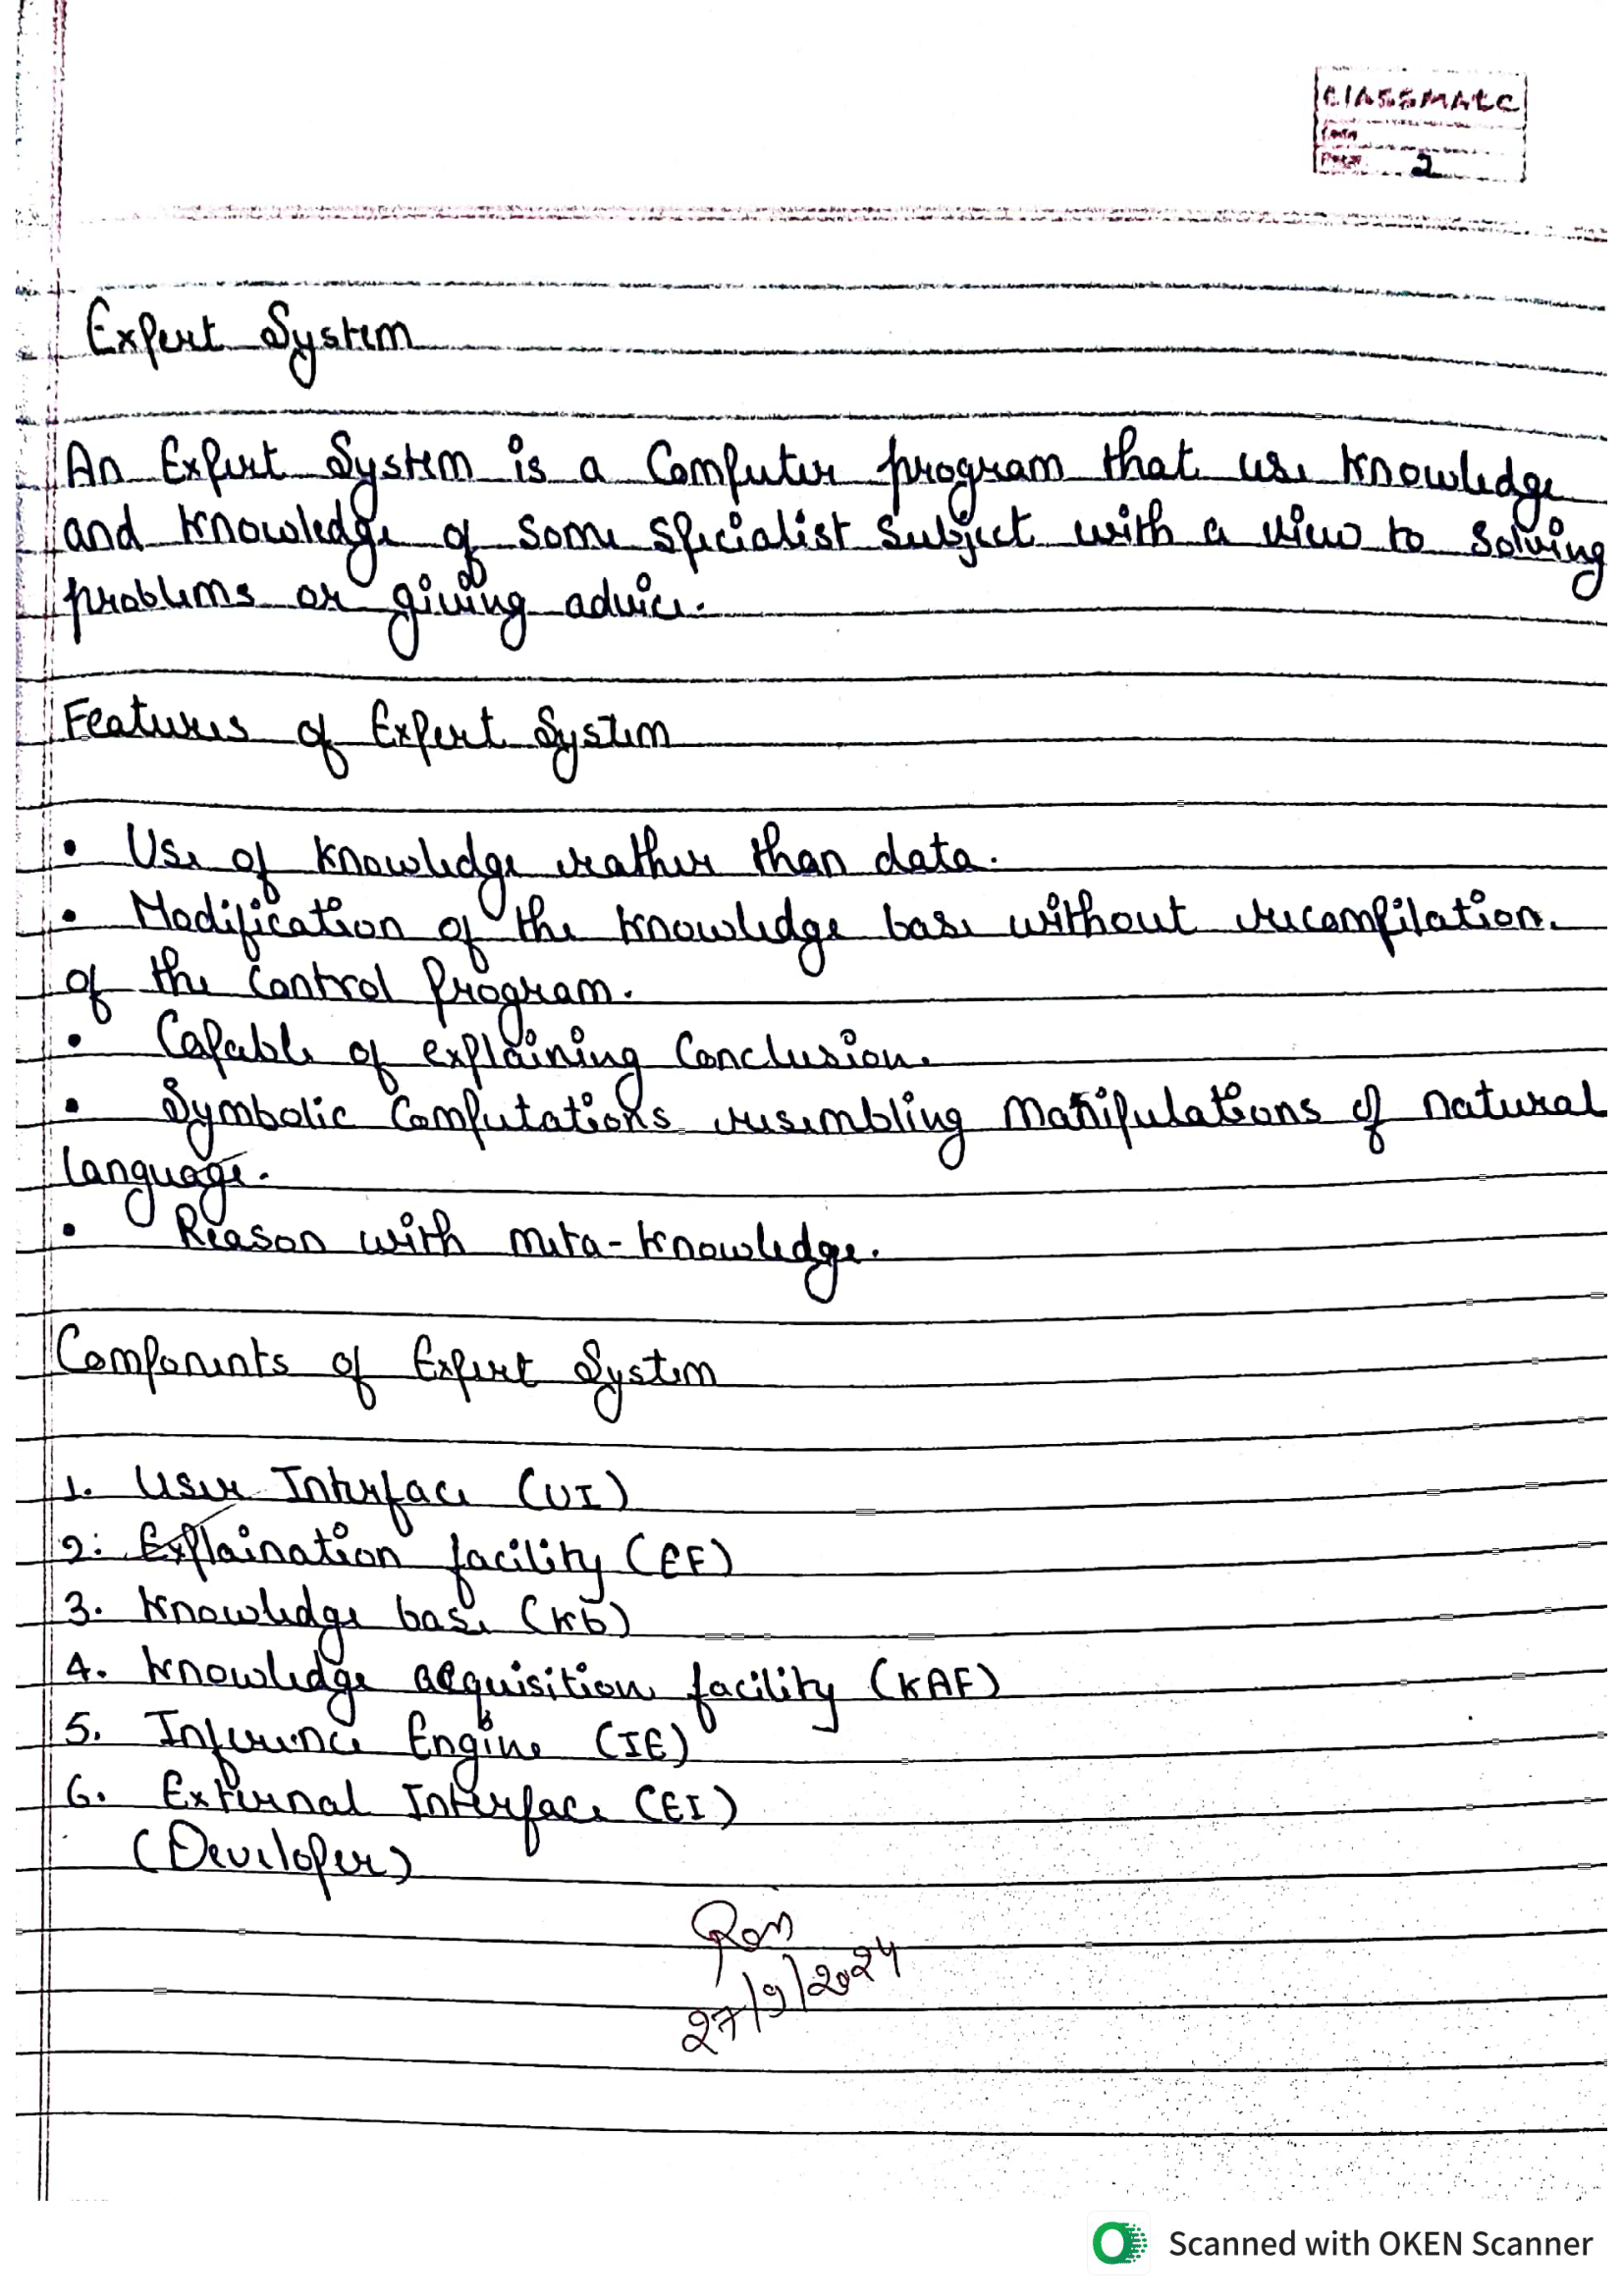 classmate
Date
Page 2
Expert System
An Expert System is a Computer program that use knowledge
and knowledge of some specialist subject with a view to solving
problems or giving advice.
Features of Expert System
• Use of knowledge rather than data.
• Modification of the knowledge base without recompilation.
of the Control Program.
• Capable of explaining Conclusion.
• Symbolic Computations resembling Manipulations of natural
language.
• Reason with meta-knowledge.
Components of Expert System
1. User Interface (UI)
2. Explaination facility (EF)
3. Knowledge base (Kb)
4. Knowledge acquisition facility (KAF)
5. Inference Engine (IE)
6. External Interface (EI)
(Developer)
27/9/2024
Scanned with OKEN Scanner